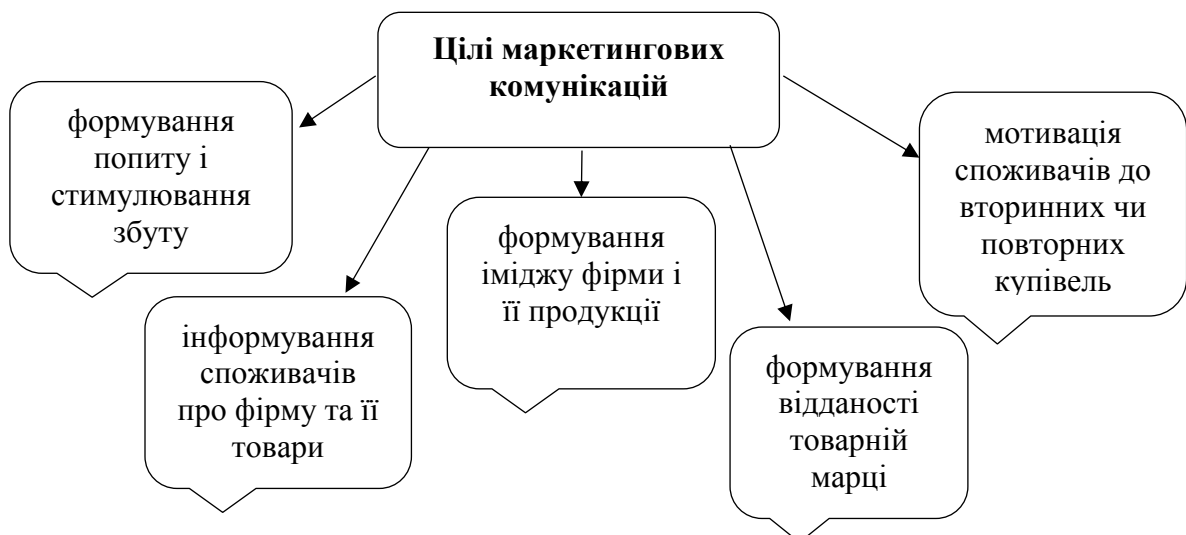 Цілі маркетингових
комунікацій
формування
попиту і
стимулювання
збуту
інформування
споживачів
про фірму та її
товари
формування
іміджу фірми і
її продукції
формування
відданості
товарній
марці
мотивація
споживачів до
вторинних чи
повторних
купівель